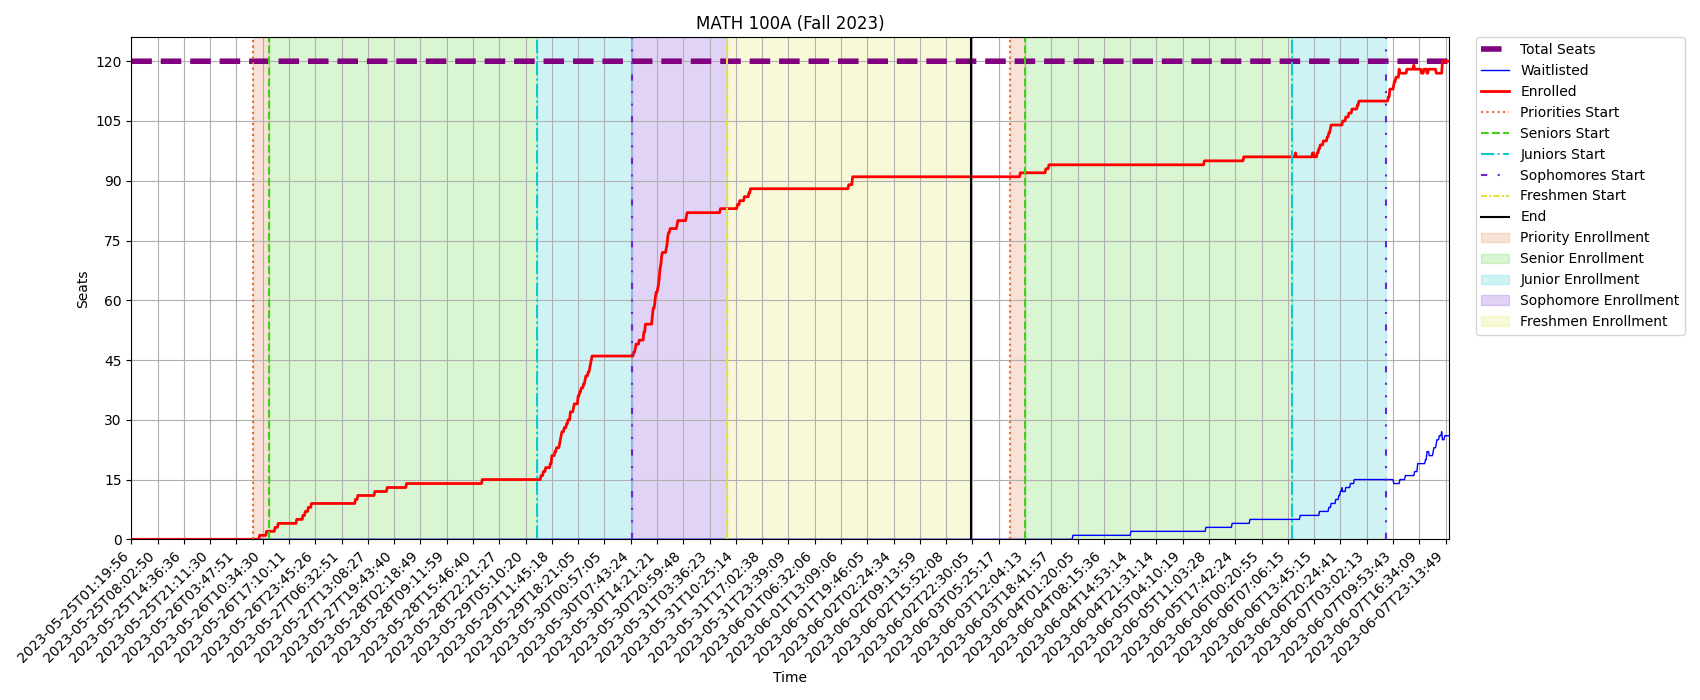 MATH 100A (Fall 2023)
Seats
120
105
90
75
60
45
30
15
0
2023-05-25T01:19:56
2023-05-25T08:02:50
2023-05-25T14:36:36
2023-05-25T21:11:30
2023-05-26T03:47:51
2023-05-26T10:34:30
2023-05-26T17:10:11
2023-05-26T23:45:26
2023-05-27T06:32:51
2023-05-27T13:08:27
2023-05-27T19:43:40
2023-05-28T02:18:49
2023-05-28T09:11:59
2023-05-28T15:46:40
2023-05-28T22:21:27
2023-05-29T05:10:20
2023-05-29T11:45:18
2023-05-29T18:21:05
2023-05-30T00:57:05
2023-05-30T07:43:24
2023-05-30T14:21:21
2023-05-30T20:59:48
2023-05-31T03:36:23
2023-05-31T10:25:14
2023-05-31T17:02:38
2023-05-31T23:39:09
2023-06-01T06:32:06
2023-06-01T13:09:06
2023-06-01T19:46:05
2023-06-02T02:24:34
2023-06-02T09:13:59
2023-06-02T15:52:08
2023-06-02T22:30:05
2023-06-03T05:25:17
2023-06-03T12:04:13
2023-06-03T18:41:57
2023-06-04T01:20:05
2023-06-04T08:15:36
2023-06-04T14:53:14
2023-06-04T21:31:14
2023-06-05T04:10:19
2023-06-05T11:03:28
2023-06-05T17:42:24
2023-06-06T00:20:55
2023-06-06T07:06:15
2023-06-06T13:45:15
2023-06-06T20:24:41
2023-06-07T03:02:13
2023-06-07T09:53:43
2023-06-07T16:34:09
2023-06-07T23:13:49
Time
Total Seats
Waitlisted
Enrolled
Priorities Start
Seniors Start
Juniors Start
Sophomores Start
Freshmen Start
End
Priority Enrollment
Senior Enrollment
Junior Enrollment
Sophomore Enrollment
Freshmen Enrollment